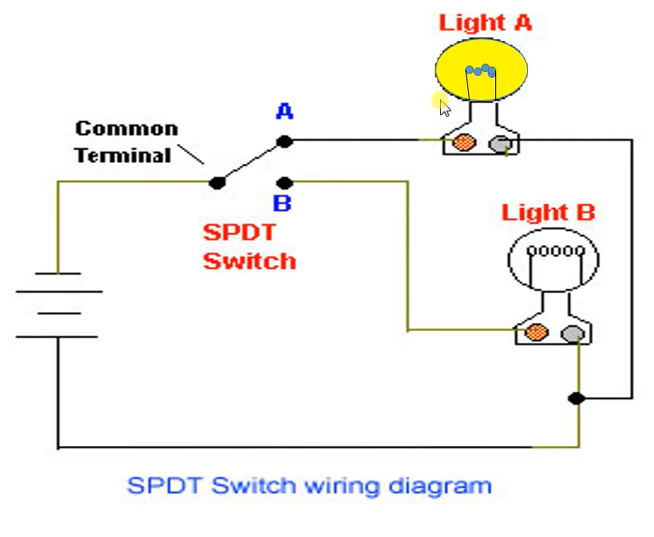 Light A
A
Common
Terminal
B
SPDT
Switch
Light B
SPDT Switch wiring diagram